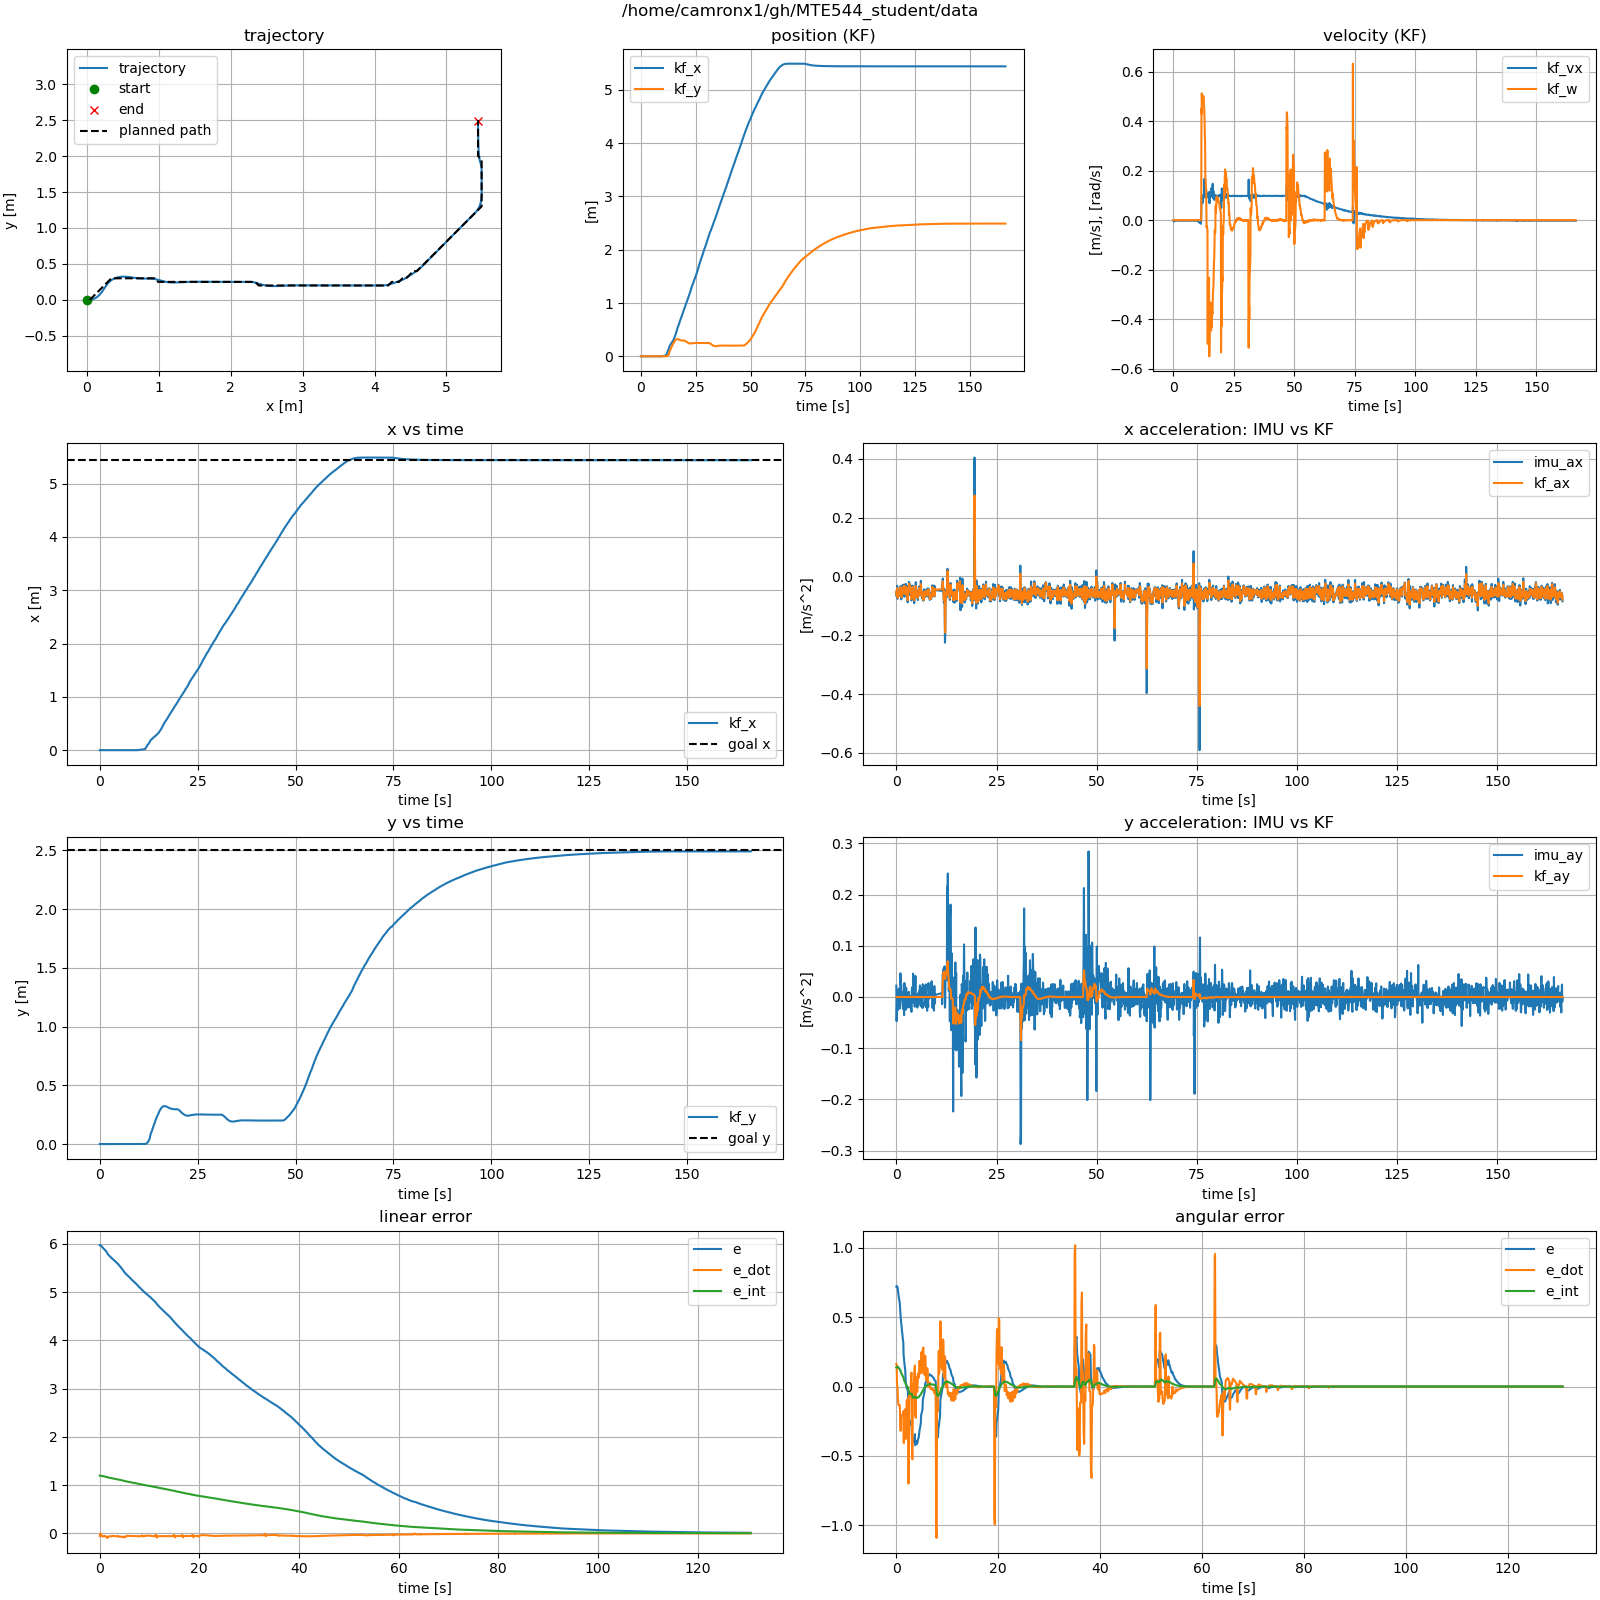 /home/camronx1/gh/MTE544_student/data
trajectory
trajectory
start
end
planned path
3.0
2.5
2.0
1.5
1.0
0.5
0.0
−0.5
y [m]
0 1 2 3 4 5
x [m]
position (KF)
kf_x
kf_y
5
4
3
2
1
0
[m]
0 25 50 75 100 125 150
time [s]
velocity (KF)
kf_vx
kf_w
0.6
0.4
0.2
0.0
−0.2
−0.4
−0.6
[m/s], [rad/s]
0 25 50 75 100 125 150
time [s]
x vs time
5
4
3
2
1
0
x [m]
kf_x
goal x
0 25 50 75 100 125 150
time [s]
x acceleration: IMU vs KF
imu_ax
kf_ax
0.4
0.2
0.0
−0.2
−0.4
−0.6
[m/s^2]
0 25 50 75 100 125 150
time [s]
y vs time
2.5
2.0
1.5
1.0
0.5
0.0
y [m]
kf_y
goal y
0 25 50 75 100 125 150
time [s]
y acceleration: IMU vs KF
imu_ay
kf_ay
0.3
0.2
0.1
0.0
−0.1
−0.2
−0.3
[m/s^2]
0 25 50 75 100 125 150
time [s]
linear error
e
e_dot
e_int
6
5
4
3
2
1
0
0 20 40 60 80 100 120
time [s]
angular error
e
e_dot
e_int
1.0
0.5
0.0
−0.5
−1.0
0 20 40 60 80 100 120
time [s]